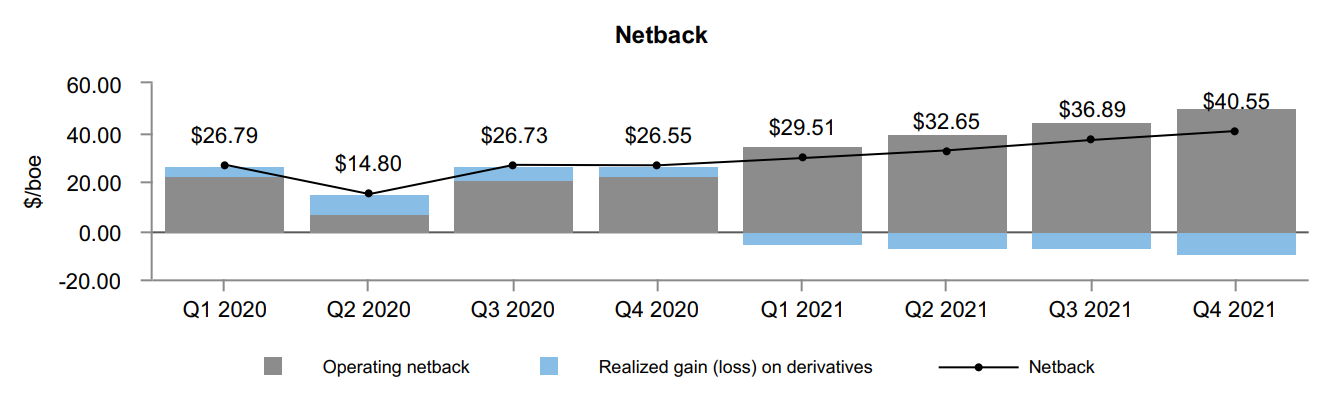 Netback
60.00
40.00
20.00
0.00
-20.00
$/boe
$26.79
$14.80
$26.73
$26.55
$29.51
$32.65
$36.89
$40.55
Q1 2020
Q2 2020
Q3 2020
Q4 2020
Q1 2021
Q2 2021
Q3 2021
Q4 2021
Operating netback
Realized gain (loss) on derivatives
Netback